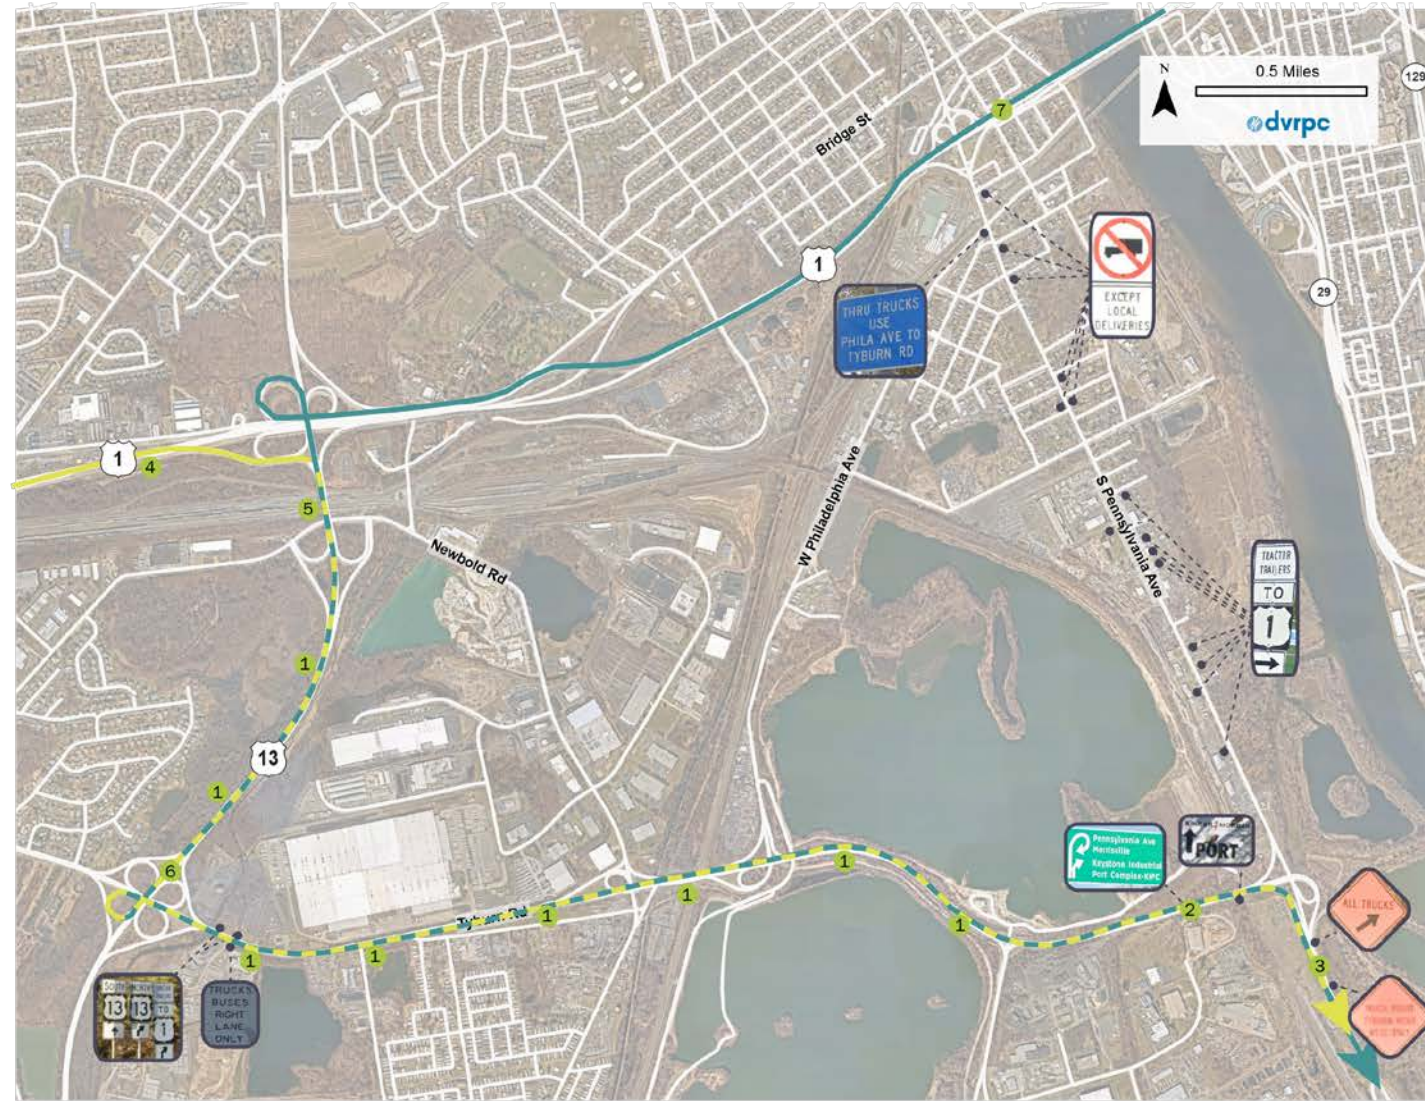 N
0.5 Miles
dvrpc
129
7
Bridge St
1
29
EXCEPT
LOCAL
DELIVERIES
THRU TRUCKS
USE
PHILA AVE TO
TYBURN RD
1
4
5
W Philadelphia Ave
S Pennsylvania Ave
Newbold Rd
TRACTOR
TRAILERS
TO
1
1
13
1
6
Pennsylvania Ave
Morrisville
Keystone Industrial
Port Complex-KIPC
PORT
1
1
1
Tyburn Rd
1
1
1
2
3
ALL TRUCKS
13
13
TO
1
TRUCKS
BUSES
RIGHT
LANE
ONLY